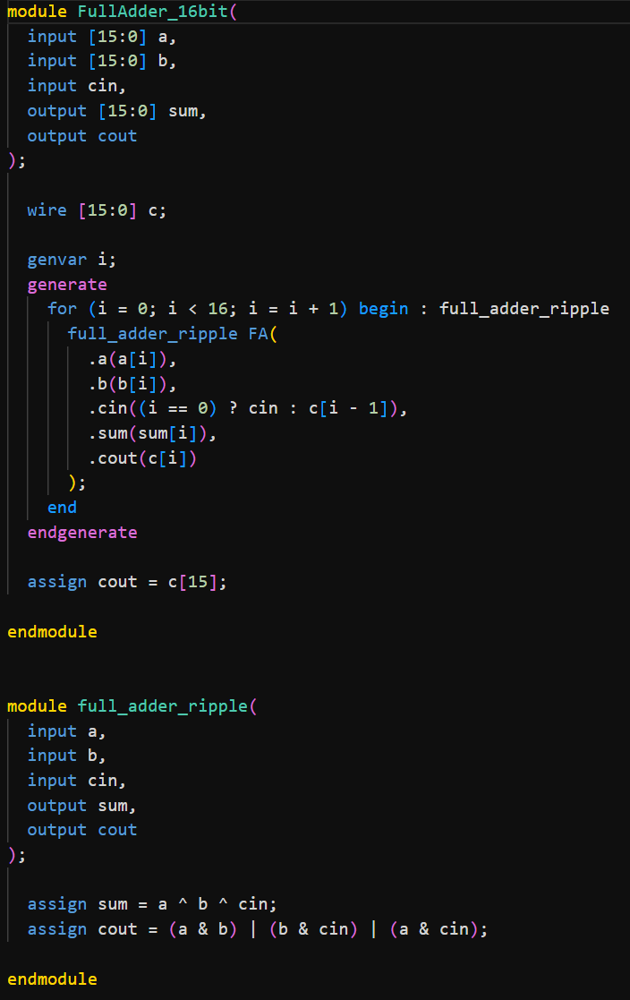 module FullAdder_16bit(
  input [15:0] a,
  input [15:0] b,
  input cin,
  output [15:0] sum,
  output cout
);

  wire [15:0] c;

  genvar i;
  generate
    for (i = 0; i < 16; i = i + 1) begin : full_adder_ripple
      full_adder_ripple FA(
        .a(a[i]),
        .b(b[i]),
        .cin((i == 0) ? cin : c[i - 1]),
        .sum(sum[i]),
        .cout(c[i])
      );
    end
  endgenerate

  assign cout = c[15];

endmodule


module full_adder_ripple(
  input a,
  input b,
  input cin,
  output sum,
  output cout
);

  assign sum = a ^ b ^ cin;
  assign cout = (a & b) | (b & cin) | (a & cin);

endmodule